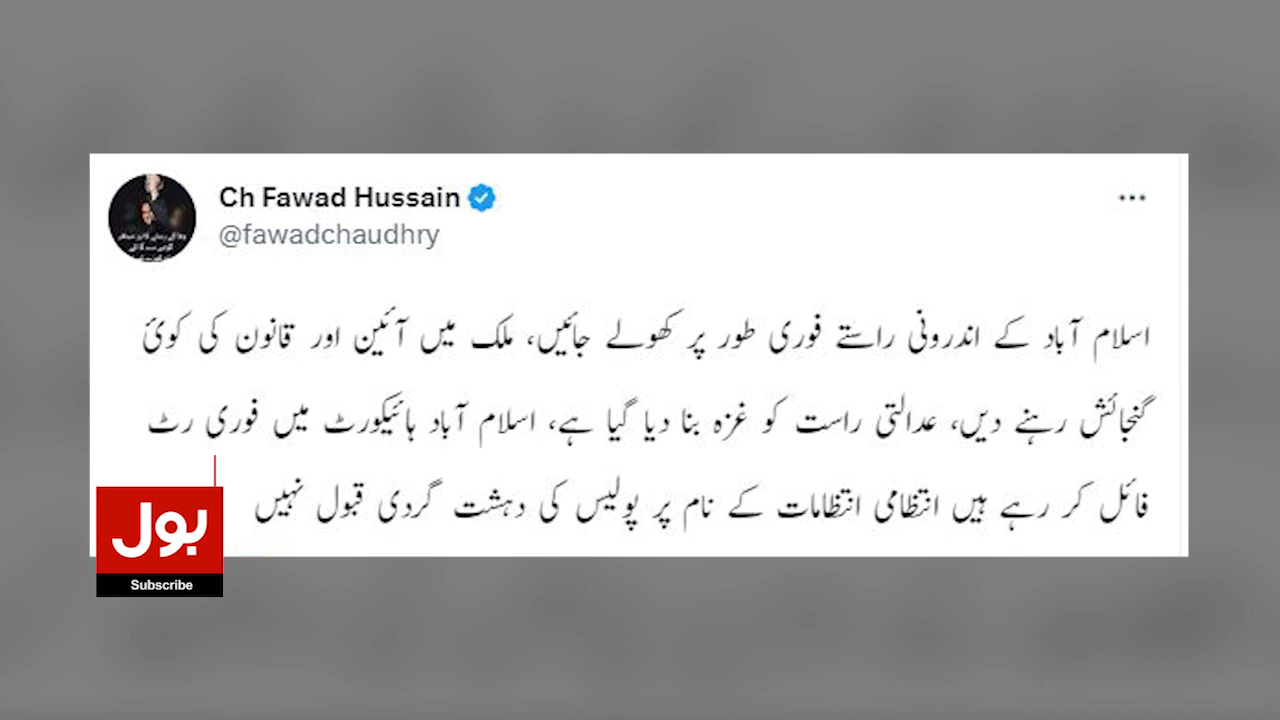 Ch Fawad Hussain
@fawadchaudhry
اسلام آباد کے اندرونی راستے فوری طور پر کھولے جائیں، ملک میں آئین اور قانون کی کوئ
گنجائش رہنے دیں، عدالتی راست کو غزہ بنا دیا گیا ہے، اسلام آباد ہائیکورٹ میں فوری رٹ
فائل کر رہے ہیں انتظامی انتظامات کے نام پر پولیس کی دہشت گردی قبول نہیں
بول
Subscribe